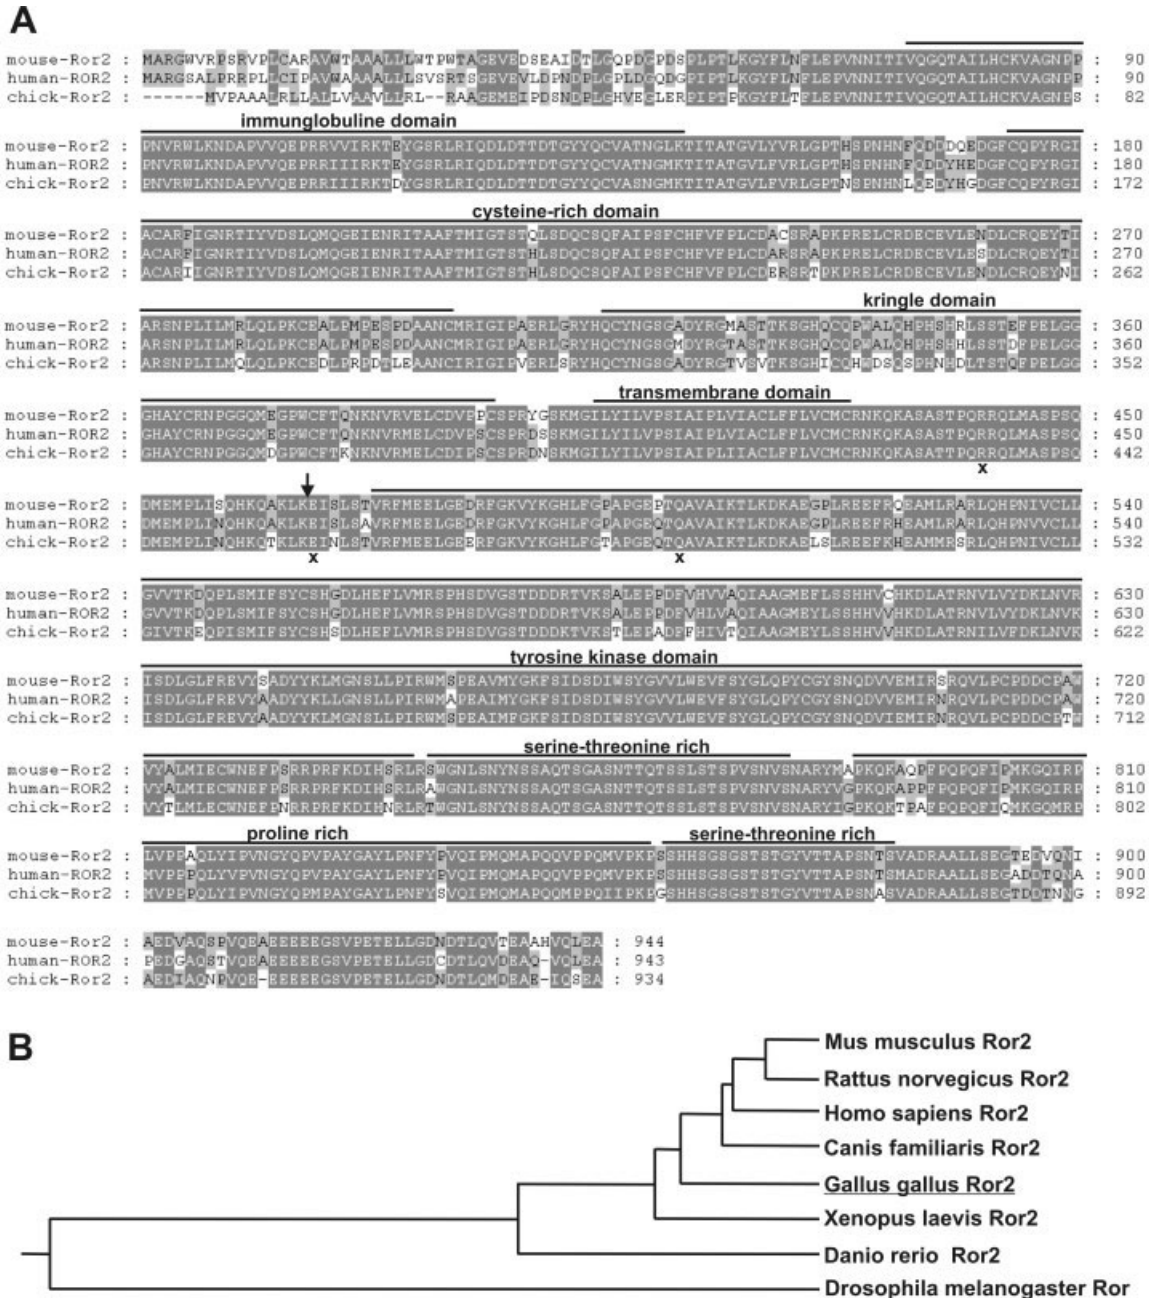 A
mouse-Ror2 : MARGWVRPSRVPLCARAVWTAAALLLWTPWTAGEVEDSEAIDTLGQPDGPDSPLPTLKGYFLNFLEPVNNITIVQGQTAILHCKVAGNPP : 90
human-ROR2 : MARGSALPRRPLLCIPAVWAAAALLLSVSRTSGEVEVLDPNDPLGPLDGQDGPIPTLKGYFLNFLEPVNNITIVQGQTAILHCKVAGNPP : 90
chick-Ror2 : ------MVPAAALRLLALLVAAVLLRL--RAAGEMEIPDSNDPLGHVEGLERPIPTPKGYFLTFLEPVNNITIVQGQTAILHCKVAGNPS : 82
immunglobuline domain
mouse-Ror2 : PNVRWLKNDAPVVQEPRRVVIRKTEYGSRLRIQDLDTTDTGYYQCVATNGLKTITATGVLYVRLGPTHSPNHNFQDDDQEDGFCQPYRGI : 180
human-ROR2 : PNVRWLKNDAPVVQEPRRIIIRKTEYGSRLRIQDLDTTDTGYYQCVATNGMKTITATGVLFVRLGPTHSPNHNFQDDYHEDGFCQPYRGI : 180
chick-Ror2 : PNVRWLKNDAPVVQEPRRIIIRKTDYGSRLRIQDLDTTDTGYYQCVASNGMKTITATGVLFVRLGPTNSPNHNLQEDYHGDGFCQPYRGI : 172
cysteine-rich domain
mouse-Ror2 : ACARFIGNRTIYVDSLQMQGEIENRITAAFTMIGTSTQLSDQCSQFAIPSFCHFVFPLCDACSRAPKPRELCRDECEVLENDLCRQEYTI : 270
human-ROR2 : ACARFIGNRTIYVDSLQMQGEIENRITAAFTMIGTSTHLSDQCSQFAIPSFCHFVFPLCDARSRAPKPRELCRDECEVLESDLCRQEYTI : 270
chick-Ror2 : ACARIIGNRTIYVDSLQMQGEIENRITAAFTMIGTSTHLSDQCSQFAIPSFCHFVFPLCDERSRTPKPRELCRDECEVLENDLCRQEYNI : 262
kringle domain
mouse-Ror2 : ARSNPLILMRLQLPKCEALPMPESPDAANCMRIGIPAERLGRYHQCYNGSGADYRGMASTTKSGHQCQPWALQHPHSHRLSSTEFPELGG : 360
human-ROR2 : ARSNPLILMRLQLPKCEALPMPESPDAANCMRIGIPAERLGRYHQCYNGSGMDYRGTASTTKSGHQCQPWALQHPHSHHLSSTDFPELGG : 360
chick-Ror2 : ARSNPLILMQLQLPKCEDLPRPDTLEAANCIRIGIPVERLSRYHQCYNGSGIDYRGTVSVTKSGHICQHWDSQSPHNHDLTSTQFPELGG : 352
transmembrane domain
mouse-Ror2 : GHAYCRNPGGQMEGPWCFTQNKNVRVELCDVPPCSPRYGSKMGILYILVPSIAIPLVIACLFFLVCMCRNKQKASASTPQRRQLMASPSQ : 450
human-ROR2 : GHAYCRNPGGQMEGPWCFTQNKNVRMELCDVPSCSPRDSSKMGILYILVPSIAIPLVIACLFFLVCMCRNKQKASASTPQRRQLMASPSQ : 450
chick-Ror2 : GHAYCRNPGGQMDGPWCFTKNKNVRMELCDIPSCSPRDNSKMGILYILVPSIAIPLVIACLFFLVCMCRNKQKASASTPQRRQLMASPSQ : 442
x
mouse-Ror2 : DMEMPLISQHKQAKLKEISLSTVRFMEELGEDRFGKVYKGHLFGPAPGEPTQAVAIKTLKDKAEGPLREEFRQEAMLRARLQHPNIVCLL : 540
human-ROR2 : DMEMPLINQHKQAKLKEISLSAVRFMEELGEDRFGKVYKGHLFGPAPGEQTQAVAIKTLKDKAEGPLREEFRHEAMLRARLQHPNVVCLL : 540
chick-Ror2 : DMEMPLINQHKQTKLKEINLSTVRFMEELGEERFGKVYKGHLFGTAPGEQTQAVAIKTLKDKAELSLREEFKHEAMMRSRLQHPNIVCLL : 532
x x
mouse-Ror2 : GVVTKDQPLSMIFSYCSHGDLHEFLVMRSPHSDVGSTDDDRTVKSALEPPDFVHVVAQIAAGMEFLSSHHVCHKDLATRNVLVYDKLNVR : 630
human-ROR2 : GVVTKDQPLSMIFSYCSHGDLHEFLVMRSPHSDVGSTDDDRTVKSALEPPDFVHLVAQIAAGMEYLSSHHVVHKDLATRNVLVYDKLNVK : 630
chick-Ror2 : GIVTKEQPISMIFSYCSHSDLHEFLVMRSPHSDVGSTDDDKTVKSTLEPADFFHIVTQIAAGMEYLSSHHVVHKDLATRNILVFDKLNVK : 622
tyrosine kinase domain
mouse-Ror2 : ISDLGLFREVYSADYYKLMGNSLLPIRWMSPEAVMYGKFSIDSDIWSYGVVLWEVFSYGLQPYCGYSNQDVVEMIRSRQVLPCPDDCPAW : 720
human-ROR2 : ISDLGLFREVYAADYYKLLGNSLLPIRWMAPEAIMYGKFSIDSDIWSYGVVLWEVFSYGLQPYCGYSNQDVVEMIRNRQVLPCPDDCPAW : 720
chick-Ror2 : ISDLGLFREVYAADYYKLMGNSLLPIRWMSPEAIMFGKFSIDSDIWSYGVVLWEVFSYGLQPYCGYSNQDVIEMIRNRQVLPCPDDCPTW : 712
serine-threonine rich
mouse-Ror2 : VYALMIECWNEFPSRRPRFKDIHSRLRSWGNLSNYNSSAQTSGASNTTQTSSLSTSPVSNVSNARYMAPKQKAQPFPQPQFIPMKGQIRP : 810
human-ROR2 : VYALMIECWNEFPSRRPRFKDIHSRLRAWGNLSNYNSSAQTSGASNTTQTSSLSTSPVSNVSNARYVGPKQKAPPFPQPQFIPMKGQIRP : 810
chick-Ror2 : VYTLMLECWNEFPNRRPRFKDIHNRLRTWGNLSNYNSSAQTSGASNTTQTSSLSTSPVSNVSNARYIGPKQKTPAFPQPQFIQMKGQMRP : 802
proline rich serine-threonine rich
mouse-Ror2 : LVPPAQLYIPVNGYQPVPAYGAYLPNFYPVQIPMQMAPQQVPPQMVPKPSSHHSGSGSTSTGYVTTAPSNTSVADRAALLSEGTEDVQNI : 900
human-ROR2 : MVPPPQLYVPVNGYQPVPAYGAYLPNFYPVQIPMQMAPQQVPPQMVPKPSSHHSGSGSTSTGYVTTAPSNTSMADRAALLSEGADDTQNA : 900
chick-Ror2 : MVPPPQLYIPVNGYQPMPAYGAYLPNFYSVQIPMQMAPQQMPPQIIPKPGSHHSGSGSTSTGYVTTAPSNASVADRAALLSEGTDDTNNG : 892
mouse-Ror2 : AEDVAQSPVQEAEEEEEGSVPETELLGDNDTLQVTEAAHVQLEA : 944
human-ROR2 : PEDGAQSTVQEAEEEEEGSVPETELLGDCDTLQVDEAQ-VQLEA : 943
chick-Ror2 : AEDIAQNPVQE-EEEEEGSVPETELLGDNDTLQMDEAE-IQSEA : 934
B
Mus musculus Ror2
Rattus norvegicus Ror2
Homo sapiens Ror2
Canis familiaris Ror2
Gallus gallus Ror2
Xenopus laevis Ror2
Danio rerio Ror2
Drosophila melanogaster Ror